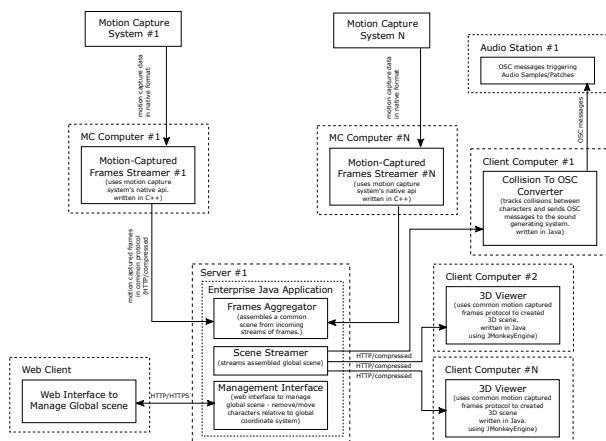 Motion Capture
System #1
Motion Capture
System N
Audio Station #1
OSC messages triggering
Audio Samples/Patches
motion capture data
in native format
motion capture data
in native format
OSC messages
MC Computer #1
Motion-Captured
Frames Streamer #1
(uses motion capture
system's native api.
written in C++)
MC Computer #N
Motion-Captured
Frames Streamer #N
(uses motion capture
system's native api
written in C++)
Client Computer #1
Collision To OSC
Converter
(tracks collisions between
characters and sends OSC
messages to the sound
generating system.
written in Java)
motion captured frames
in common protocol
(HTTP/compressed)
Server #1
Enterprise Java Application
Frames Aggregator
(assembles a common
scene from incoming
streams of frames.)
Scene Streamer
(streams assembled global scene)
HTTP/compressed
HTTP/compressed
HTTP/compressed
Management Interface
(web interface to manage
global scene - remove/move
characters relative to global
coordinate system)
Client Computer #2
3D Viewer
(uses common motion captured
frames protocol to created
3D scene.
written in Java
using JMonkeyEngine)
Web Client
Web Interface to
Manage Global scene
HTTP/HTTPS
Client Computer #N
3D Viewer
(uses common motion captured
frames protocol to created
3D scene
written in Java.
using JMonkeyEngine)